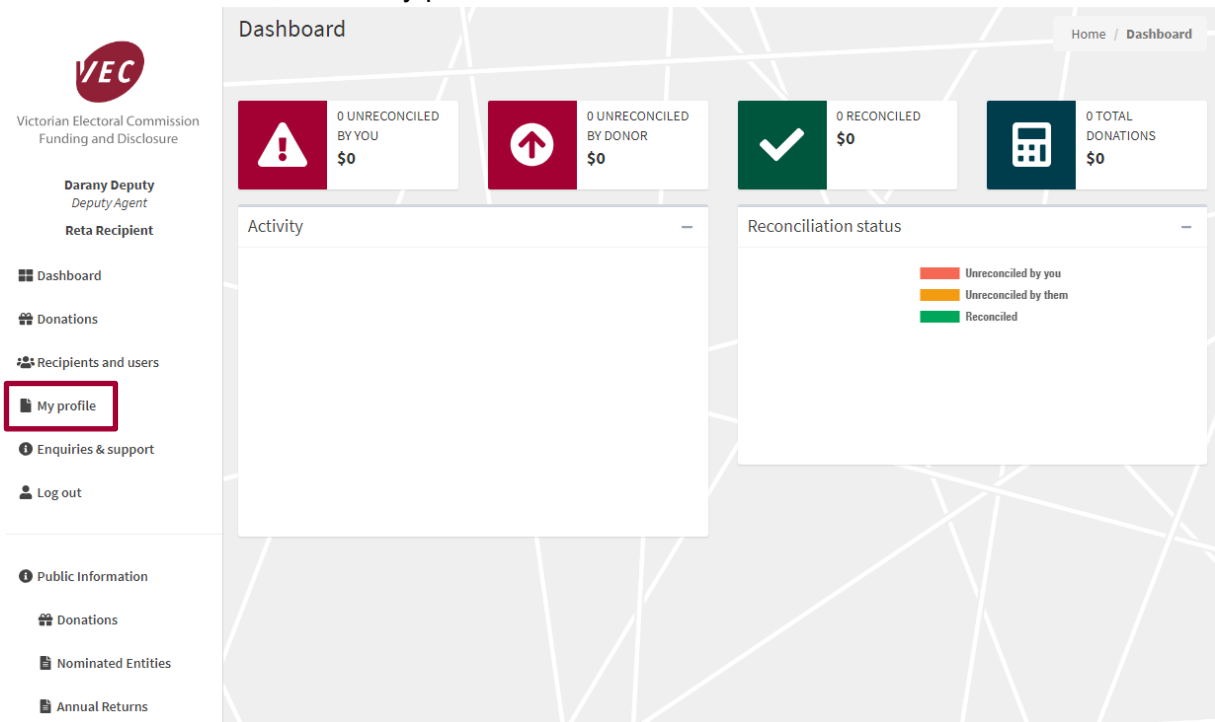 Dashboard
Home / Dashboard
VEC
Victorian Electoral Commission
Funding and Disclosure
Darany Deputy
Deputy Agent
Reta Recipient
Dashboard
Donations
Recipients and users
My profile
Enquiries & support
Log out
Public Information
Donations
Nominated Entities
Annual Returns
0 UNRECONCILED
BY YOU
$0
0 UNRECONCILED
BY DONOR
$0
0 RECONCILED
$0
0 TOTAL
DONATIONS
$0
Activity
Reconciliation status
Unreconciled by you
Unreconciled by them
Reconciled